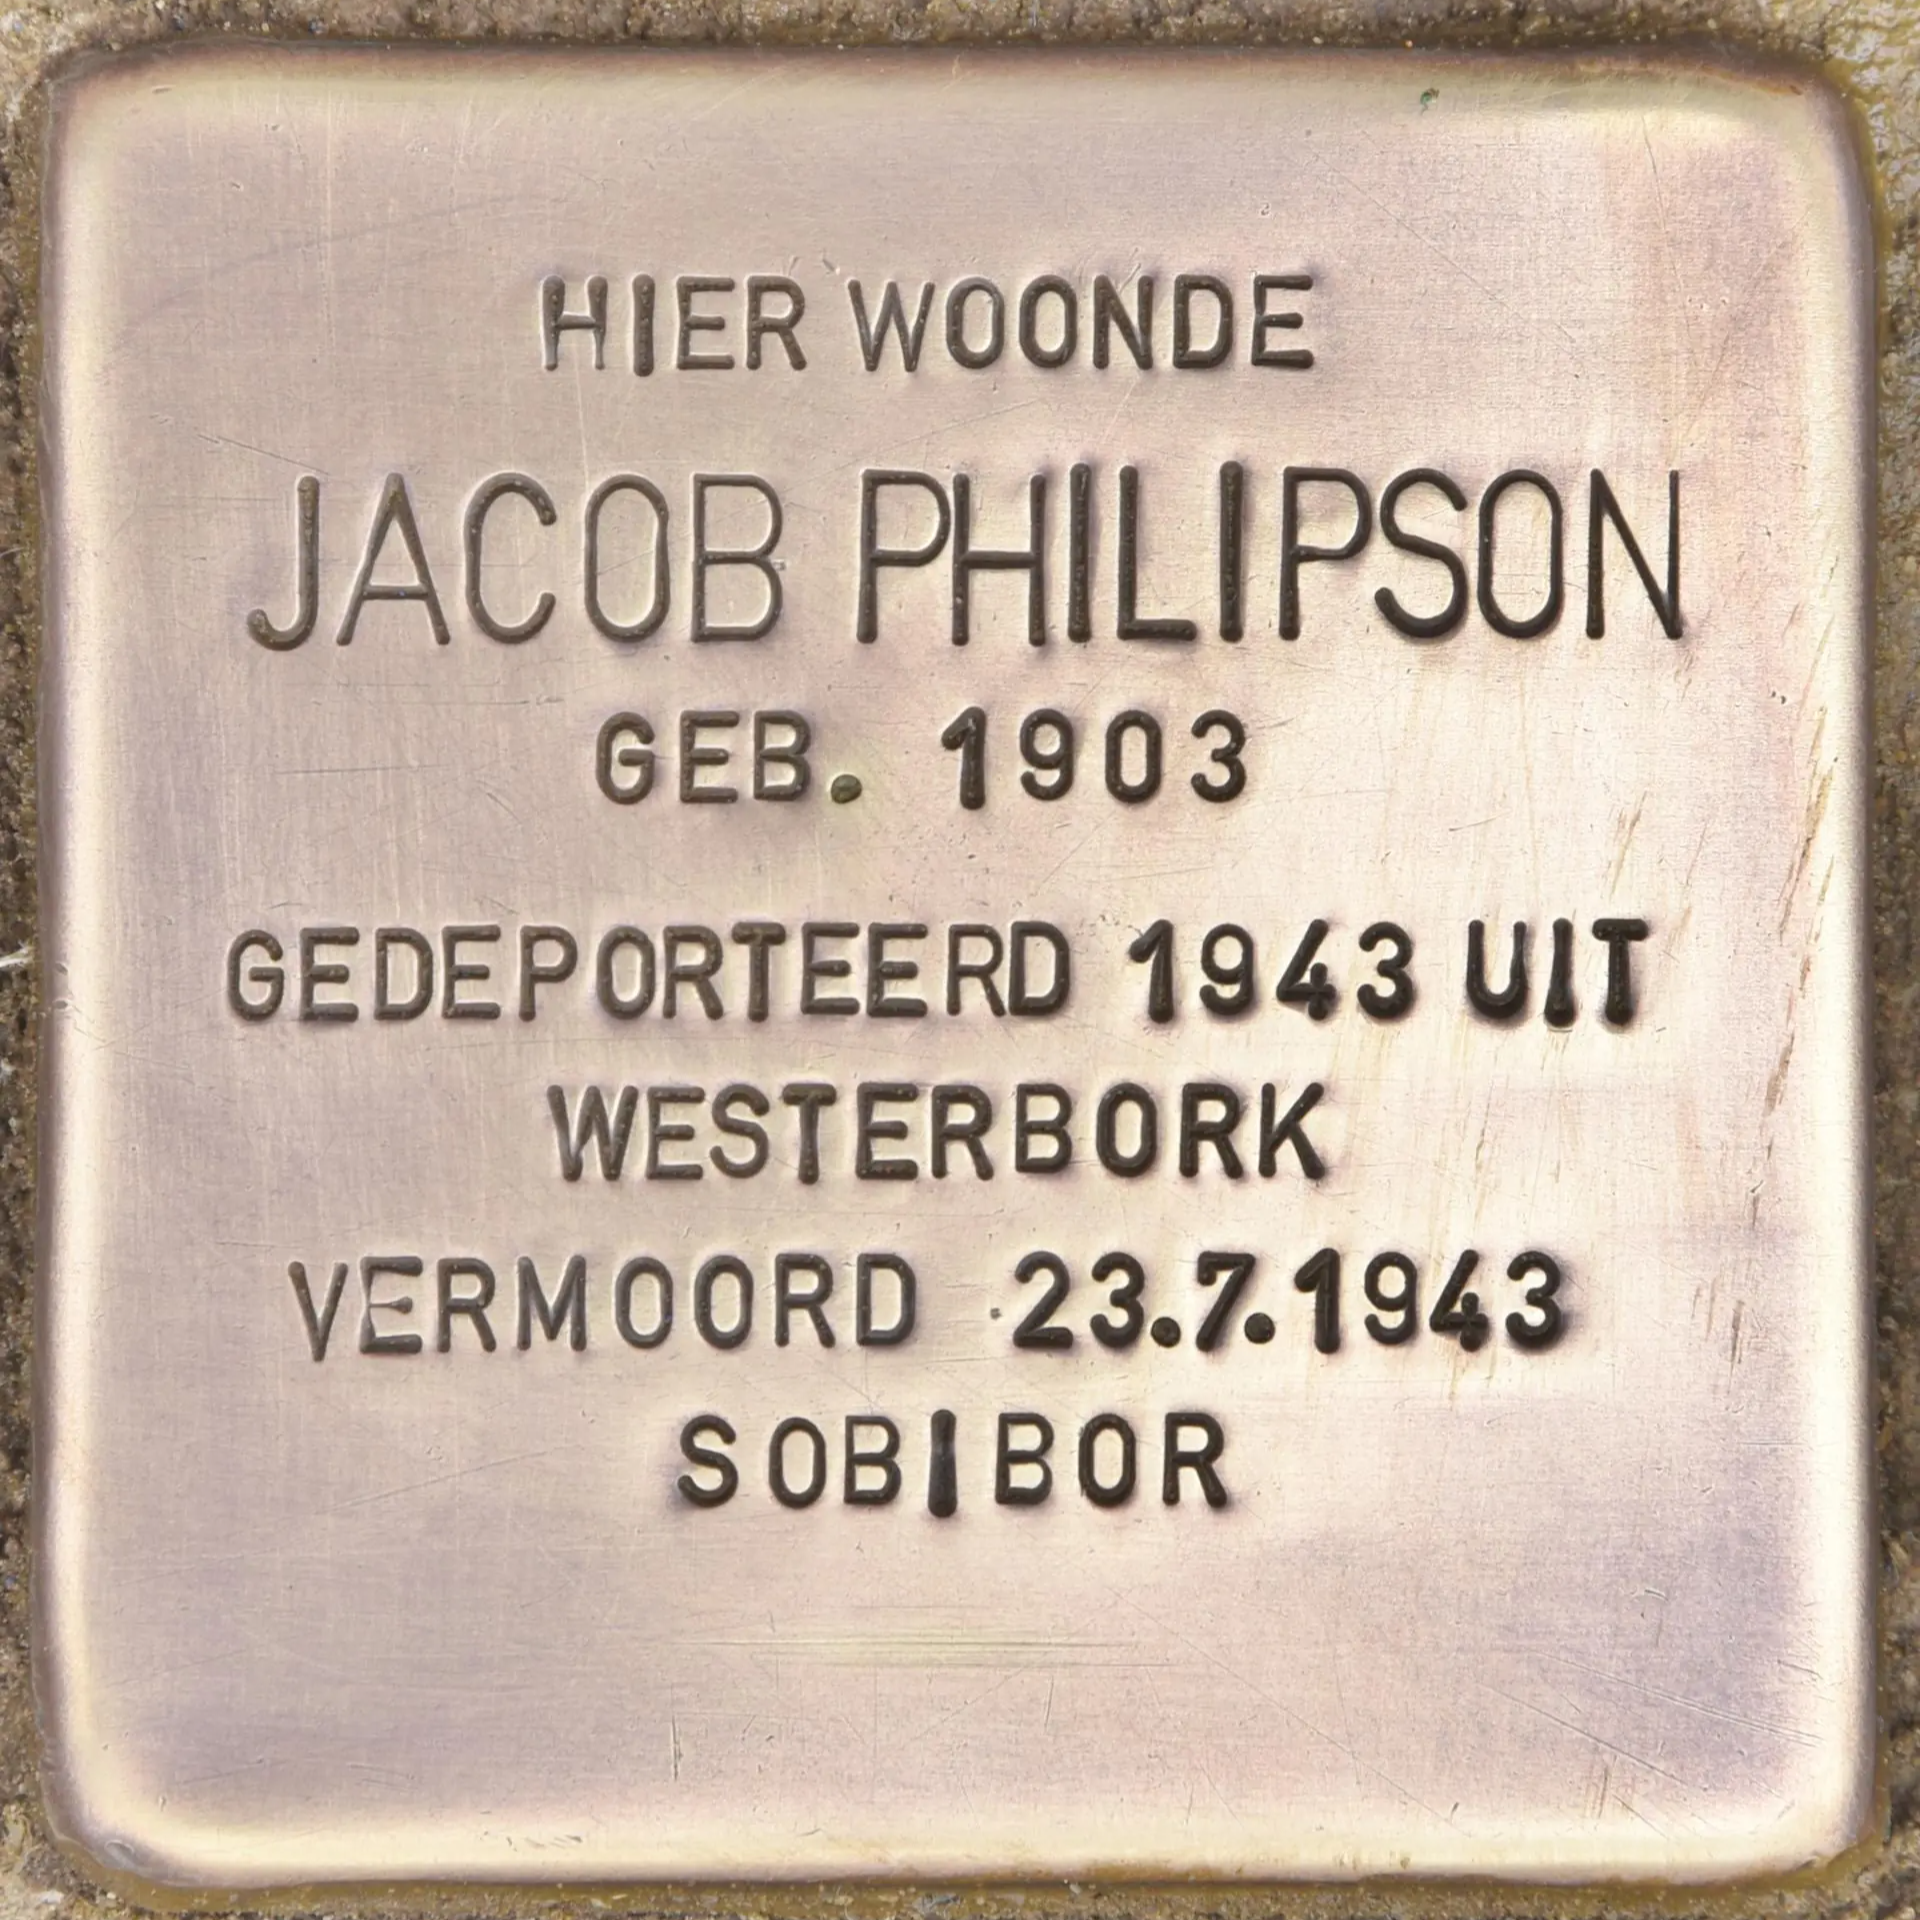 HIER WOONDE
JACOB PHILIPSON
GEB. 1903
GEDEPORTEERD 1943 UIT
WESTERBORK
VERMOORD 23.7.1943
SOBIBOR